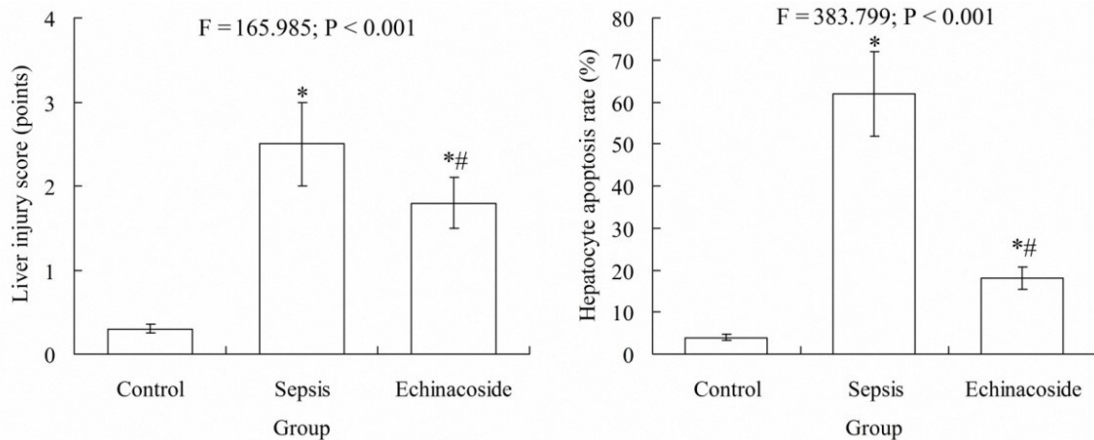 F = 165.985; P < 0.001
Liver injury score (points)
4
3
2
1
0
*
*#
Control Sepsis Echinacoside
Group
F = 383.799; P < 0.001
Hepatocyte apoptosis rate (%)
80
70
60
50
40
30
20
10
0
*
*#
Control Sepsis Echinacoside
Group